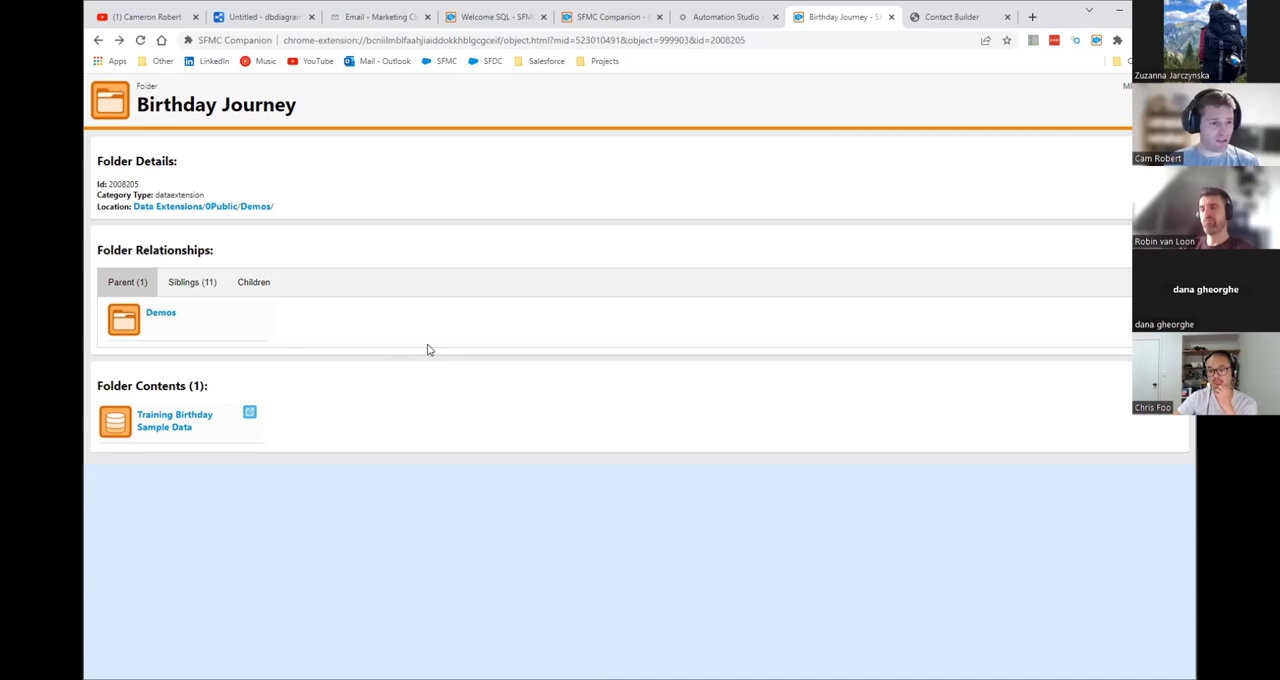 (1) Cameron Robert
Untitled - dbdiagram
Email - Marketing Cl
Welcome SQL - SFM
SFMC Companion -
Automation Studio -
Birthday Journey - S
Contact Builder
SFMC Companion
chrome-extension://bcniilmblfaahjiaiddokkhblgcgceif/object.html?mid=523010491&object=999903&id=2008205
Apps
Other
LinkedIn
Music
YouTube
Mail - Outlook
SFMC
SFDC
Salesforce
Projects
Folder
Birthday Journey
Folder Details:
Id: 2008205
Category Type: dataextension
Location: Data Extensions/0Public/Demos/
Folder Relationships:
Parent (1)
Siblings (11)
Children
Demos
Folder Contents (1):
Training Birthday
Sample Data
Zuzanna Jarczynska
Cam Robert
Robin van Loon
dana gheorghe
dana gheorghe
Chris Foo